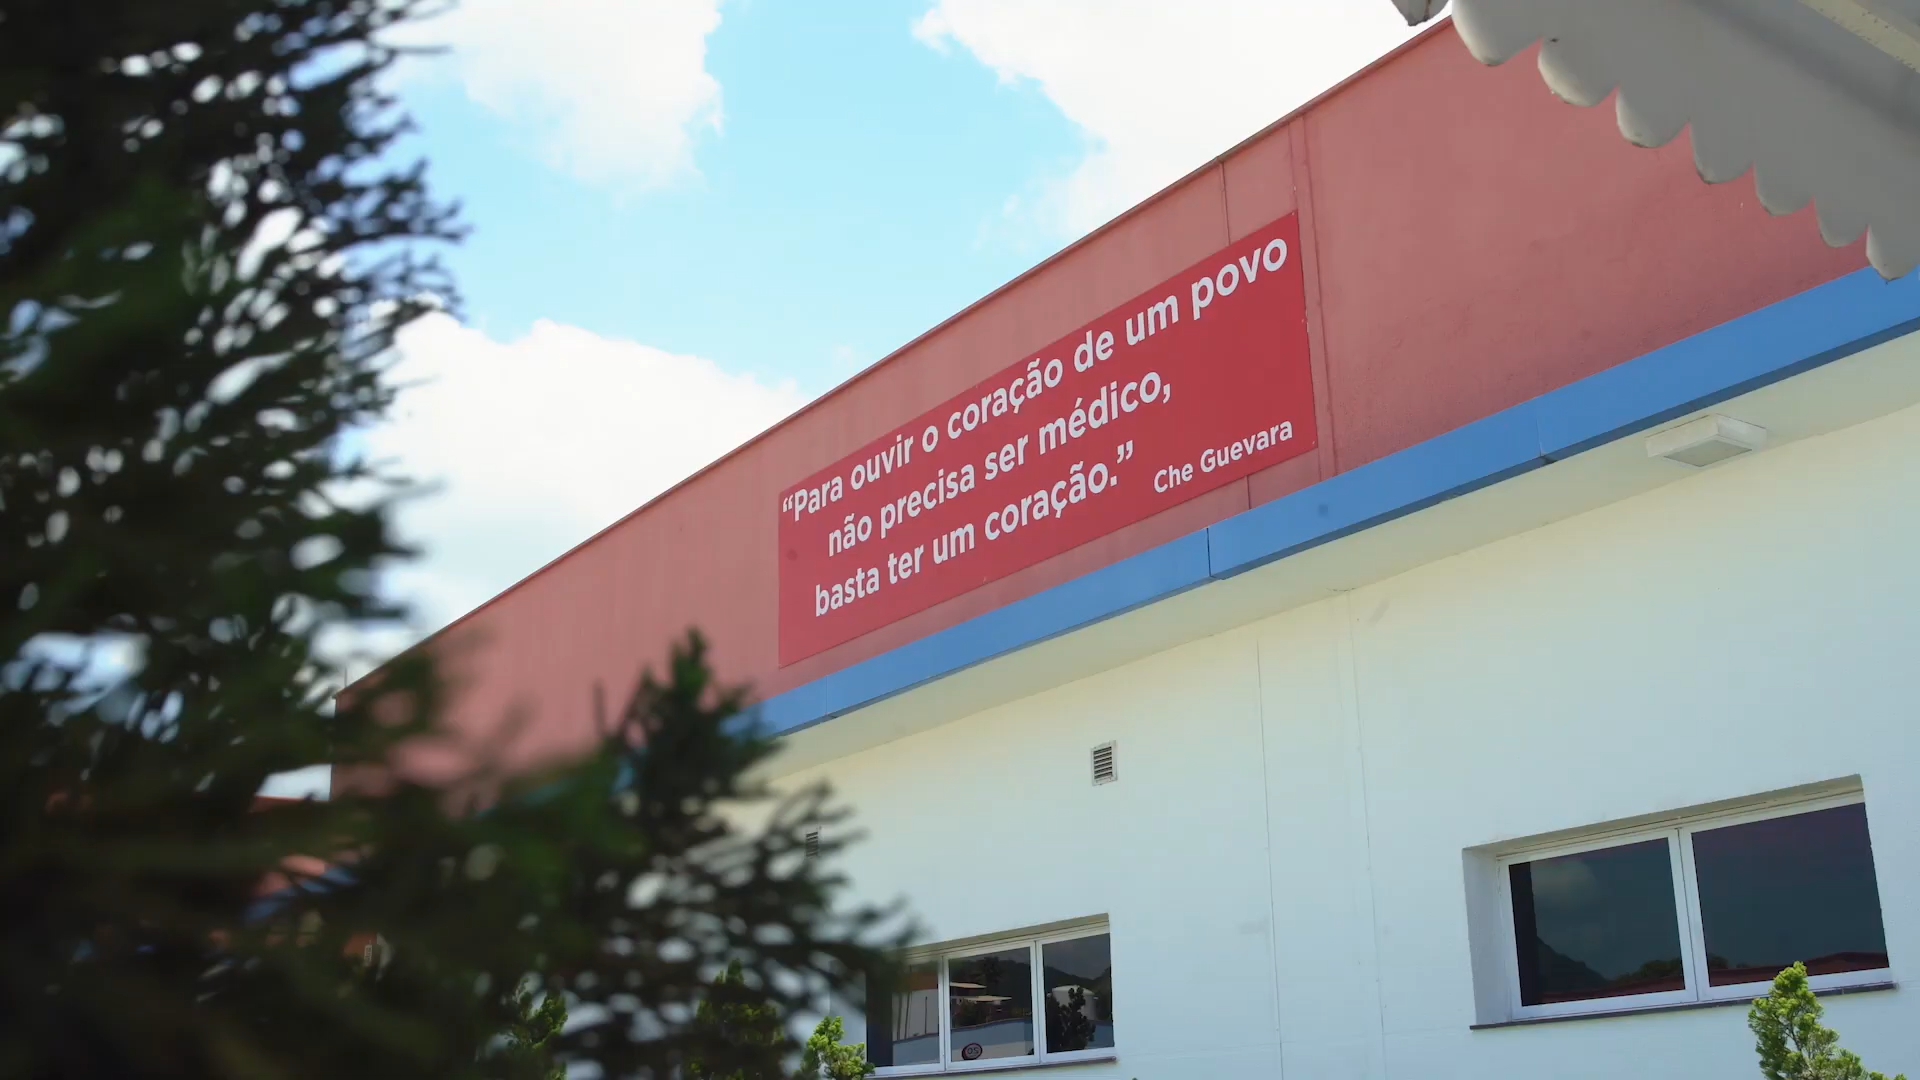 “Para ouvir o coração de um povo
não precisa ser médico,
basta ter um coração.”
Che Guevara